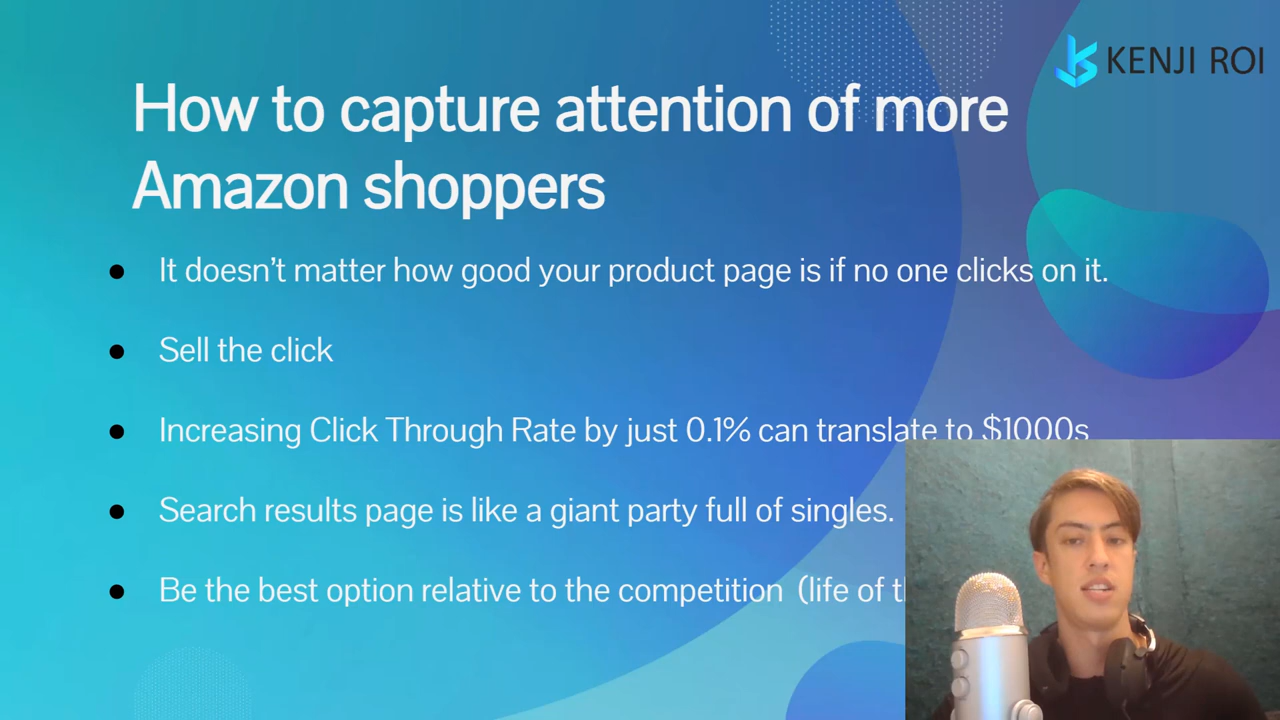 KENJI ROI
How to capture attention of more
Amazon shoppers
● It doesn't matter how good your product page is if no one clicks on it.
● Sell the click
● Increasing Click Through Rate by just 0.1% can translate to $1000s
● Search results page is like a giant party full of singles.
● Be the best option relative to the competition (life of